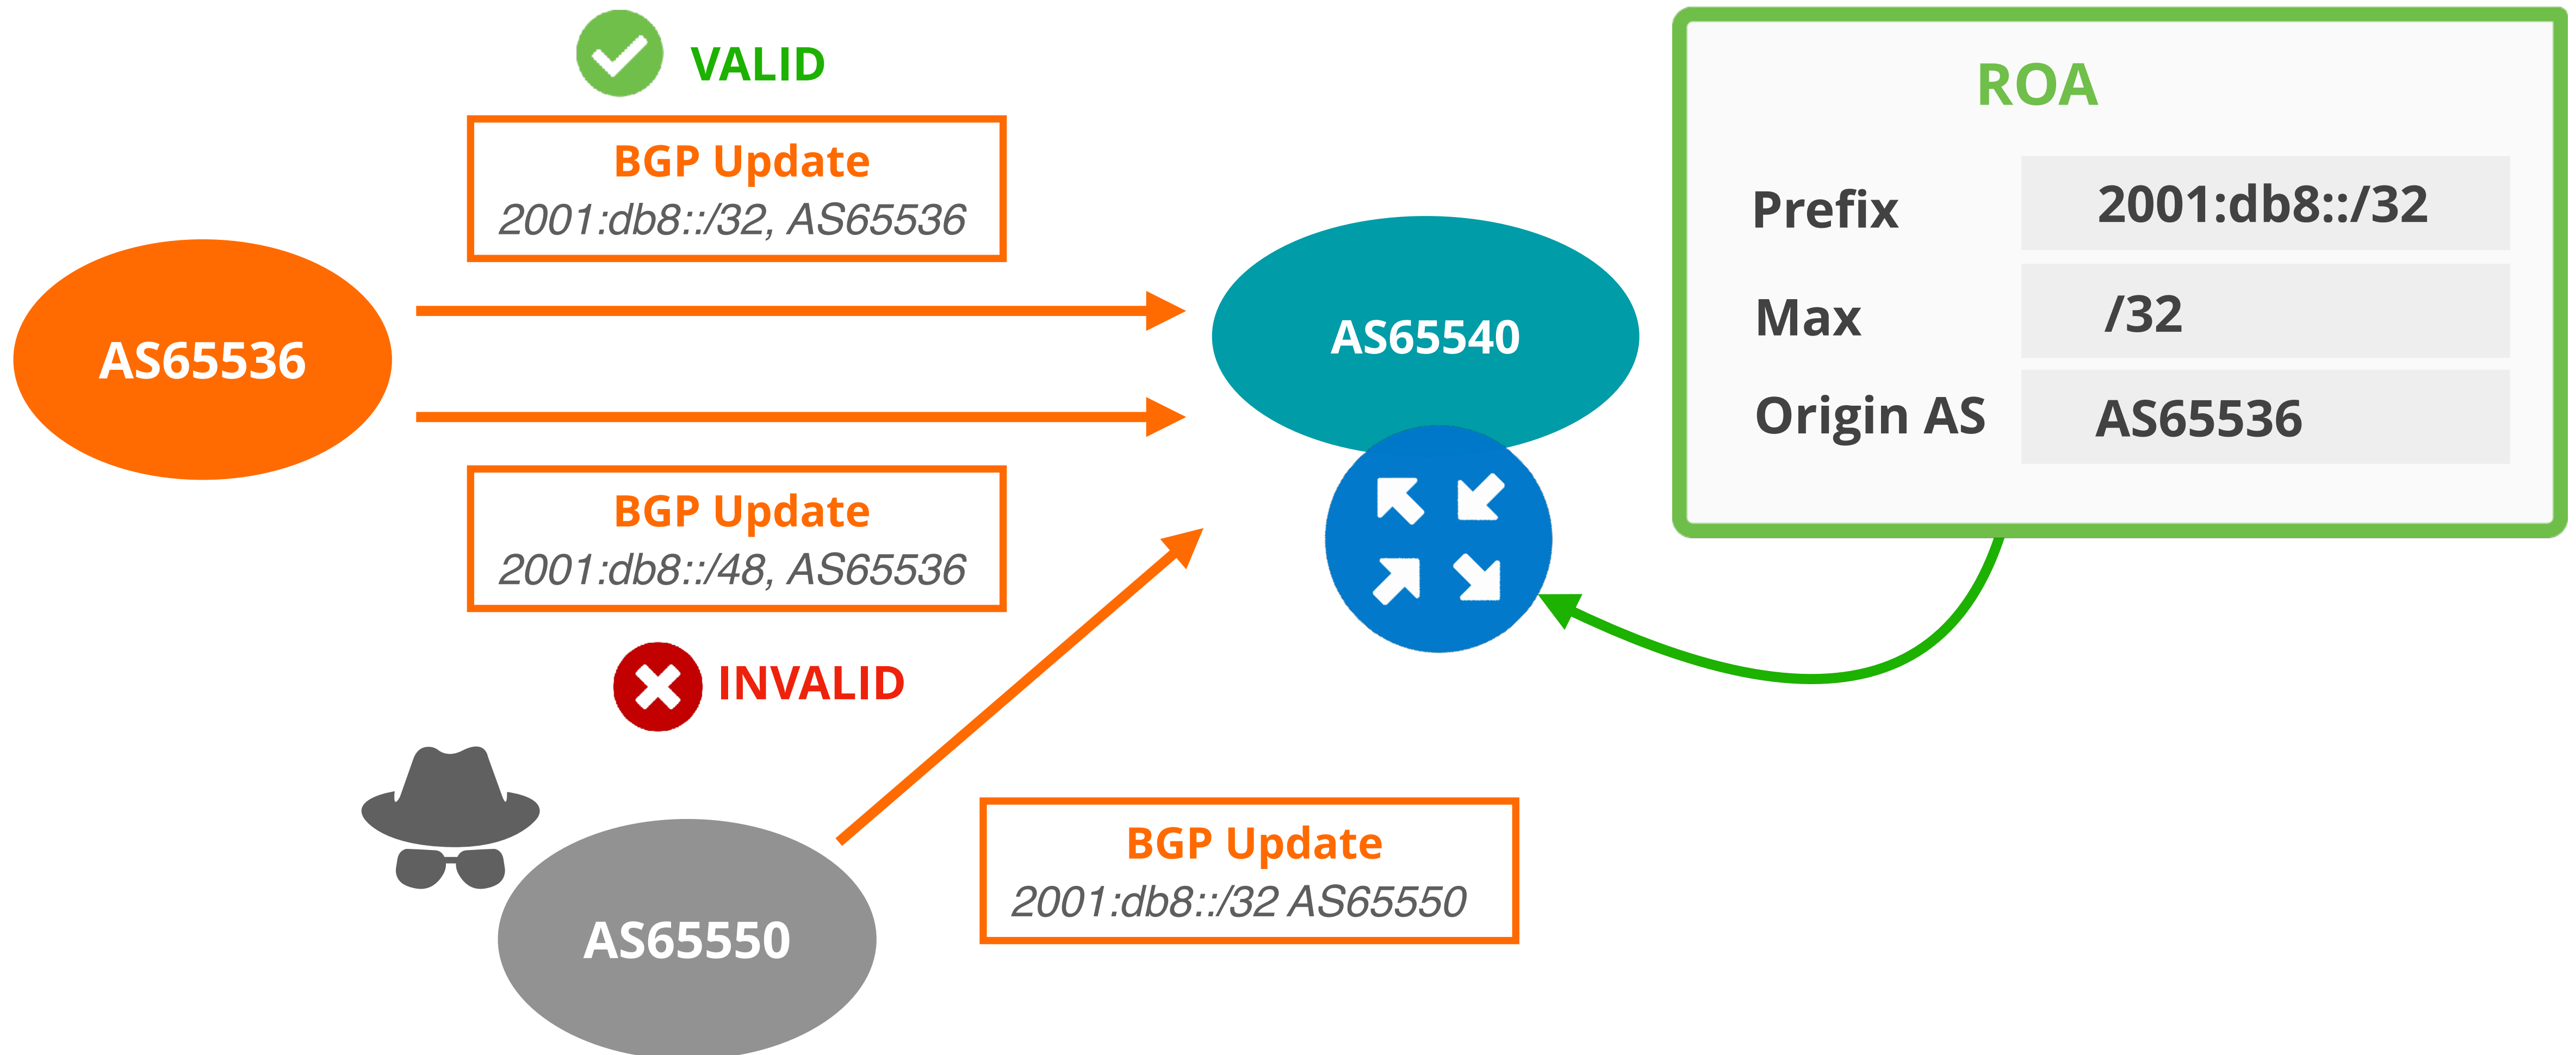 VALID
BGP Update
2001:db8::/32, AS65536
AS65536
BGP Update
2001:db8::/48, AS65536
INVALID
AS65550
BGP Update
2001:db8::/32 AS65550
AS65540
ROA
Prefix 2001:db8::/32
Max /32
Origin AS AS65536